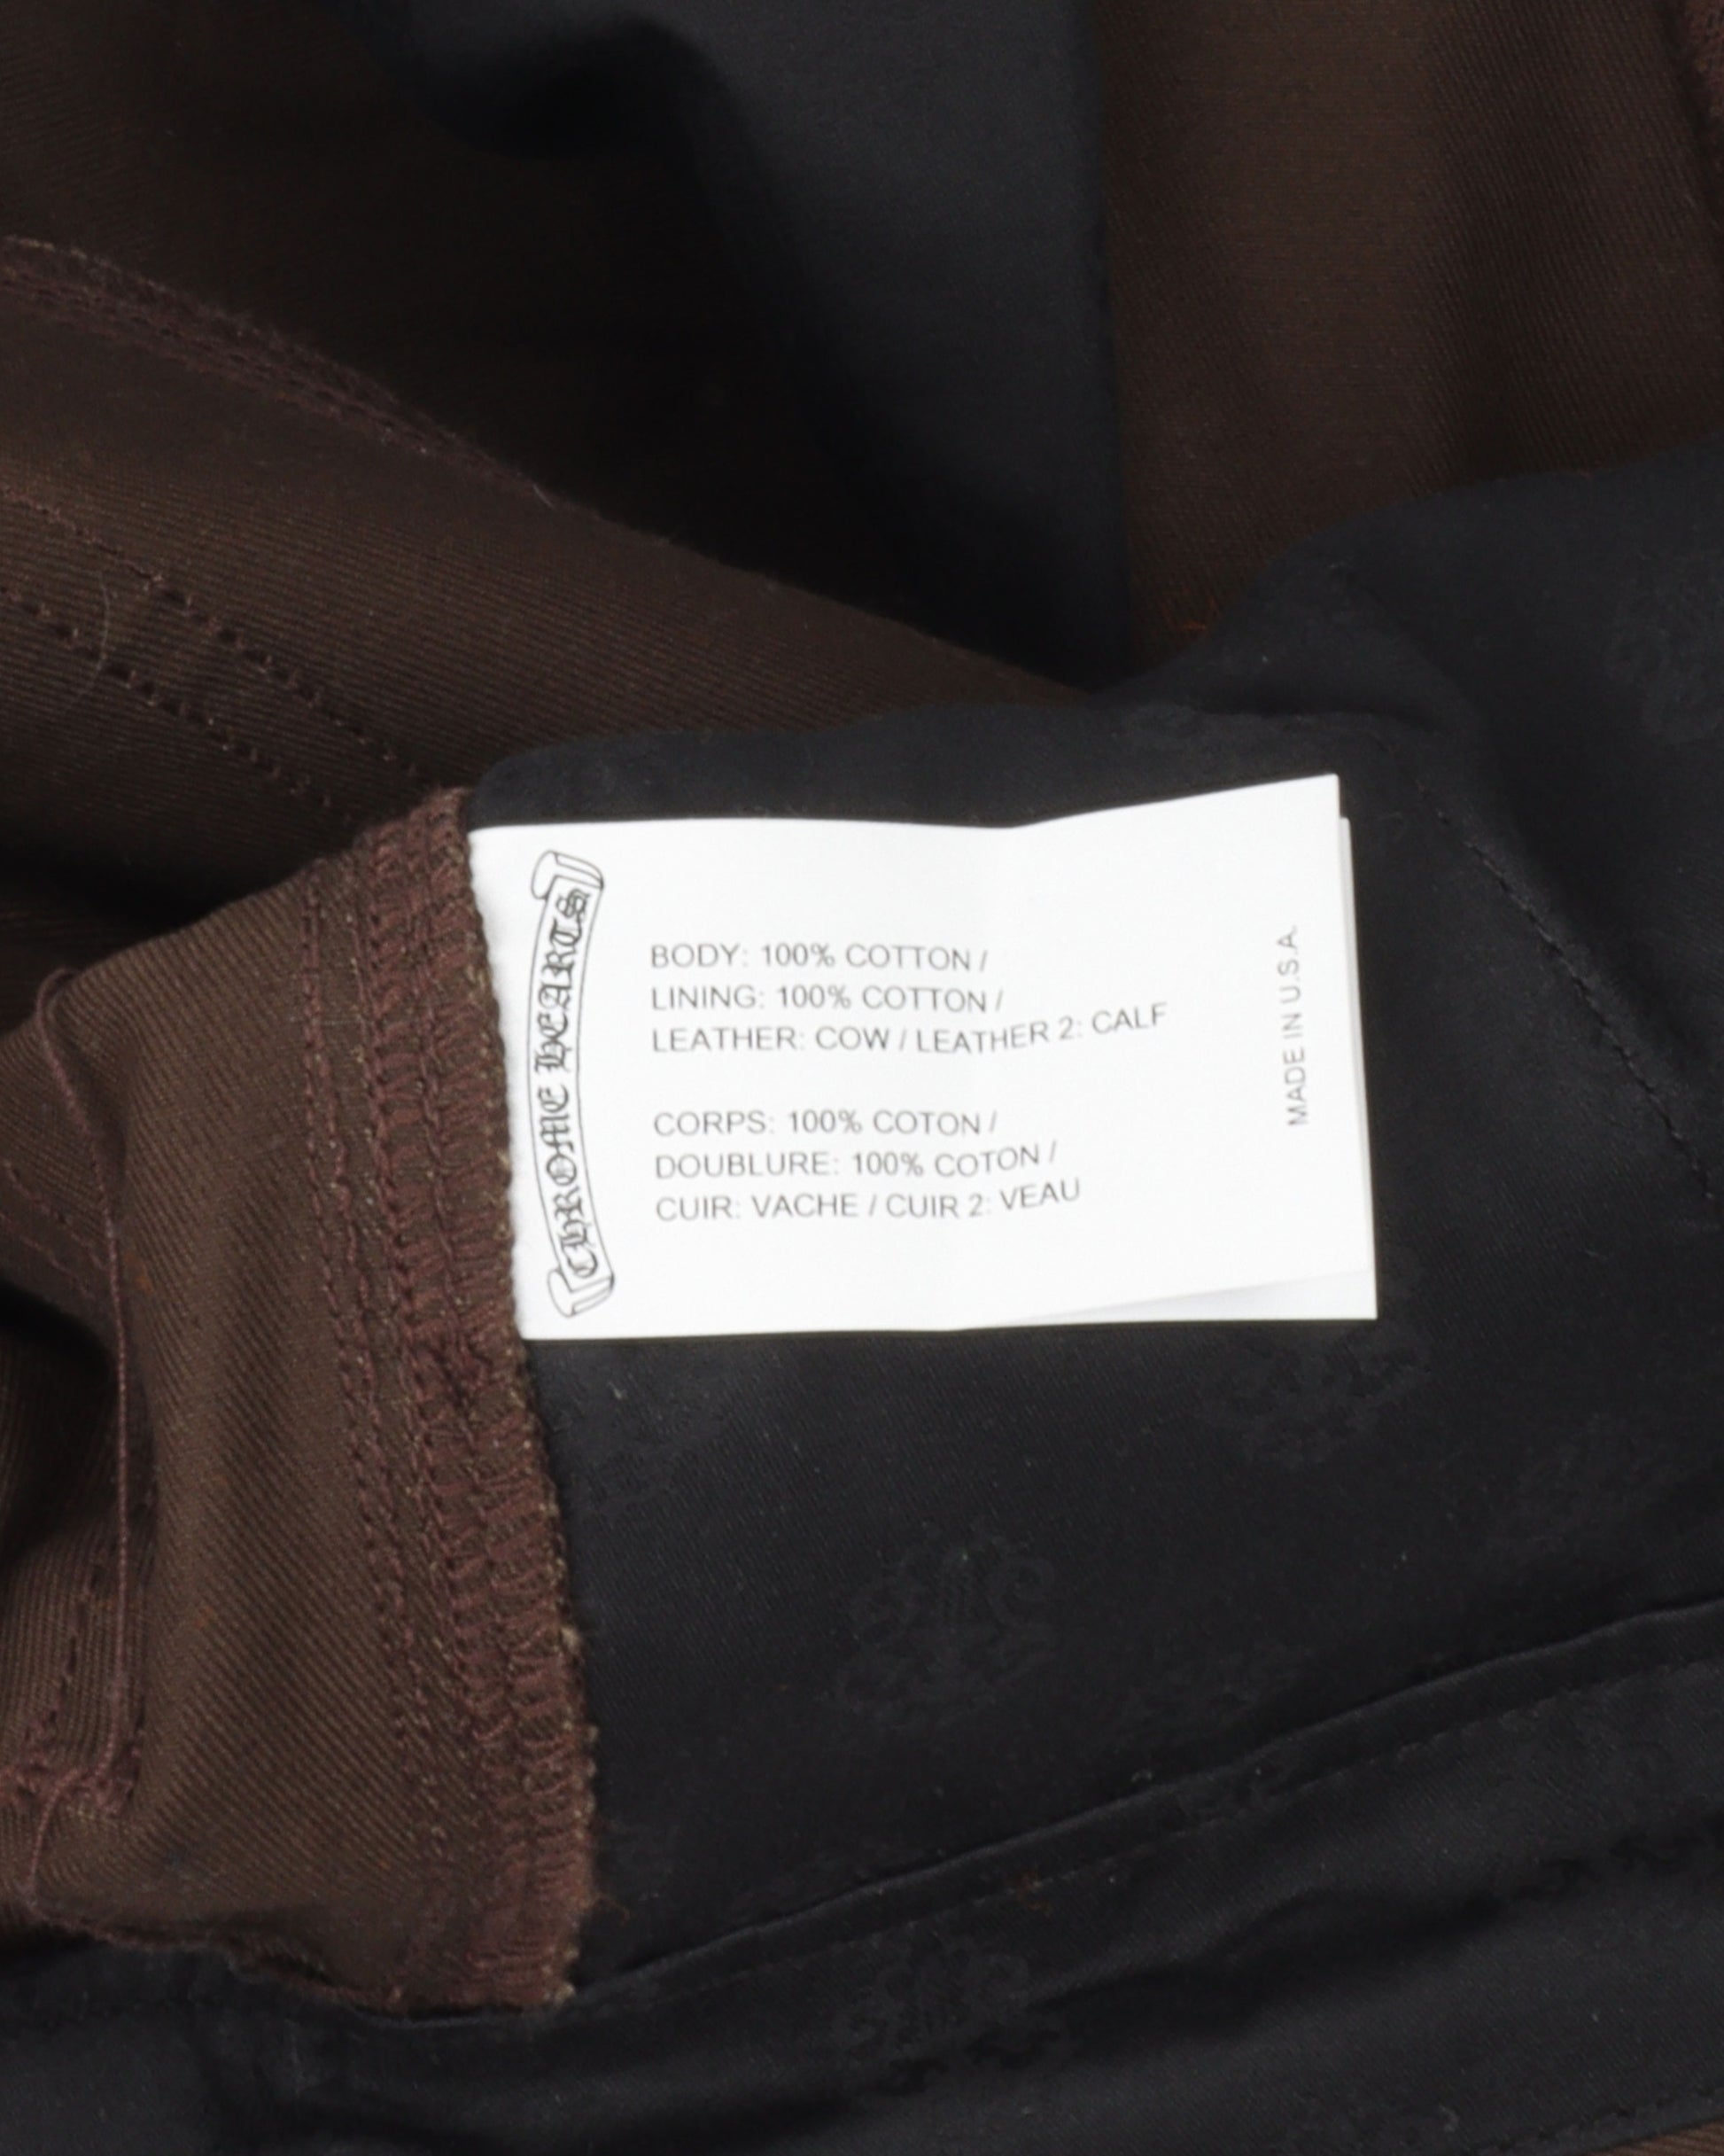 CHROME HEARTS
BODY: 100% COTTON /
LINING: 100% COTTON /
LEATHER: COW / LEATHER 2: CALF
CORPS: 100% COTON /
DOUBLURE: 100% COTON /
CUIR: VACHE / CUIR 2: VEAU
MADE IN U.S.A.